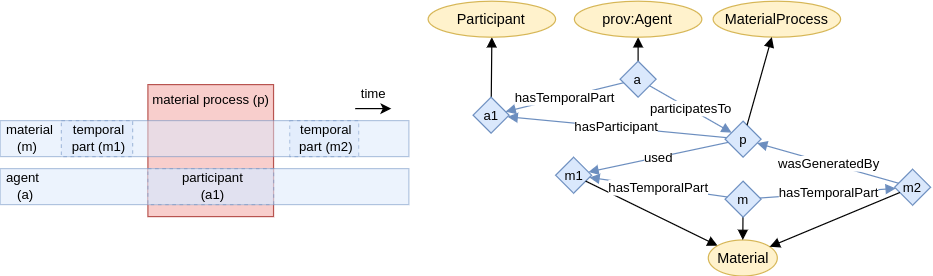 material process (p)
time
material
(m)
temporal
part (m1)
temporal
part (m2)
agent
(a)
participant
(a1)
Participant
prov:Agent
MaterialProcess
a
hasTemporalPart
participatesTo
a1
hasParticipant
p
used
wasGeneratedBy
m1
hasTemporalPart
m
hasTemporalPart
m2
Material